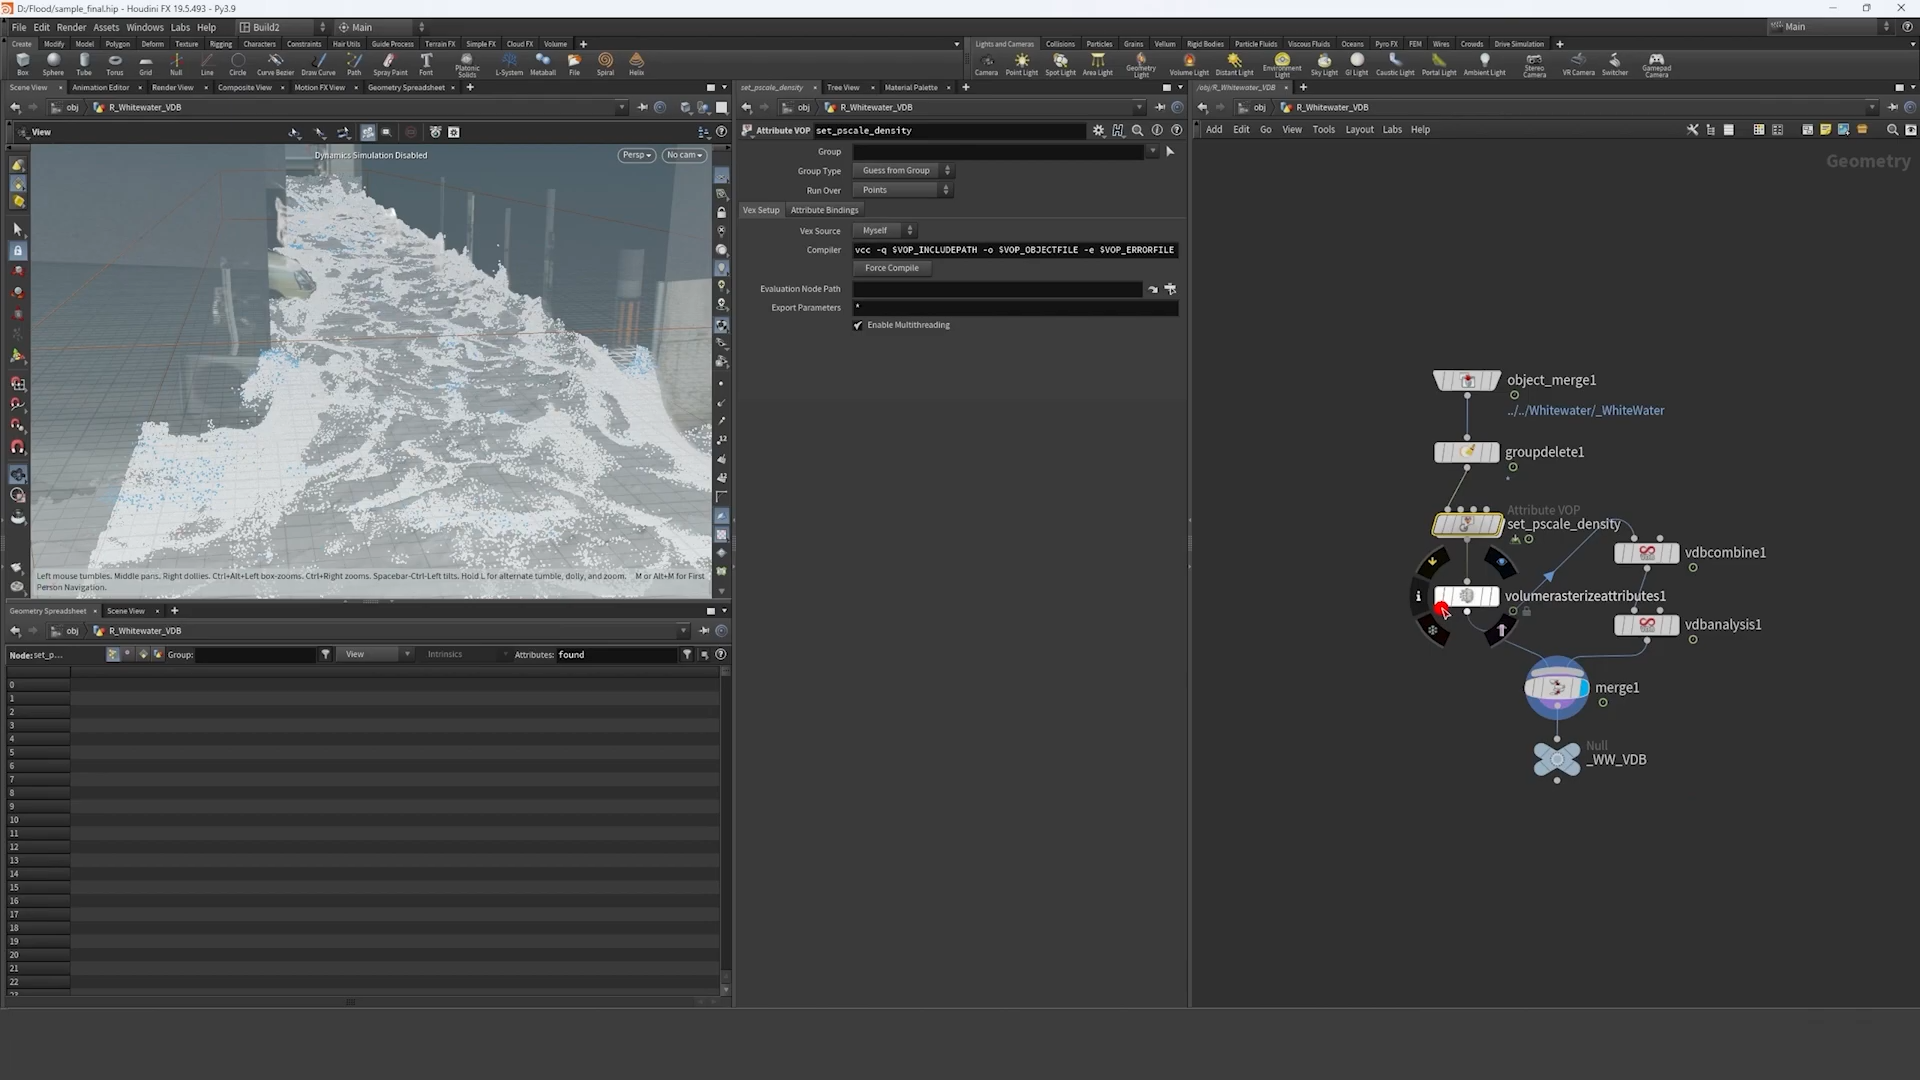 D:/Flood/sample_final.hip - Houdini FX 19.5.493 - Py3.9
File Edit Render Assets Windows Labs Help Build2 Main Main
Create Modify Model Polygon Deform Texture Rigging Characters Constraints Hair Utils Guide Process Terrain FX Simple FX Cloud FX Volume
Box Sphere Tube Torus Grid Null Line Circle Curve Bezier Draw Curve Path Spray Paint Font Platonic Solids L-System Metaball File Spiral Helix
Lights and Cameras Collisions Particles Grains Vellum Rigid Bodies Particle Fluids Viscous Fluids Oceans Pyro FX FEM Wires Crowds Drive Simulation
Camera Point Light Spot Light Area Light Geometry Light Volume Light Distant Light Environment Light Sky Light GI Light Caustic Light Portal Light Ambient Light Stereo Camera VR Camera Switcher Gamepad Camera
Scene View Animation Editor Render View Composite View Motion FX View Geometry Spreadsheet
obj R_Whitewater_VDB
View
Dynamics Simulation Disabled
Persp No cam
Left mouse tumbles. Middle pans. Right dollies. Ctrl+Alt+Left box-zooms. Ctrl+Right zooms. Spacebar-Ctrl-Left tilts. Hold L for alternate tumble, dolly, and zoom. M or Alt+M for First
Person Navigation.
Geometry Spreadsheet Scene View
obj R_Whitewater_VDB
Node: set_p... Group: View Intrinsics Attributes: found
0
1
2
3
4
5
6
7
8
9
10
11
12
13
14
15
16
17
18
19
20
21
22
set_pscale_density Tree View Material Palette
obj R_Whitewater_VDB
Attribute VOP set_pscale_density
Group
Group Type Guess from Group
Run Over Points
Vex Setup Attribute Bindings
Vex Source Myself
Compiler vcc -q $VOP_INCLUDEPATH -o $VOP_OBJECTFILE -e $VOP_ERRORFILE
Force Compile
Evaluation Node Path
Export Parameters *
Enable Multithreading
/obj/R_Whitewater_VDB
obj R_Whitewater_VDB
Add Edit Go View Tools Layout Labs Help
Geometry
object_merge1
../../Whitewater/_WhiteWater
groupdelete1
Attribute VOP
set_pscale_density
vdbcombine1
volumerasterizeattributes1
vdbanalysis1
merge1
Null
_WW_VDB